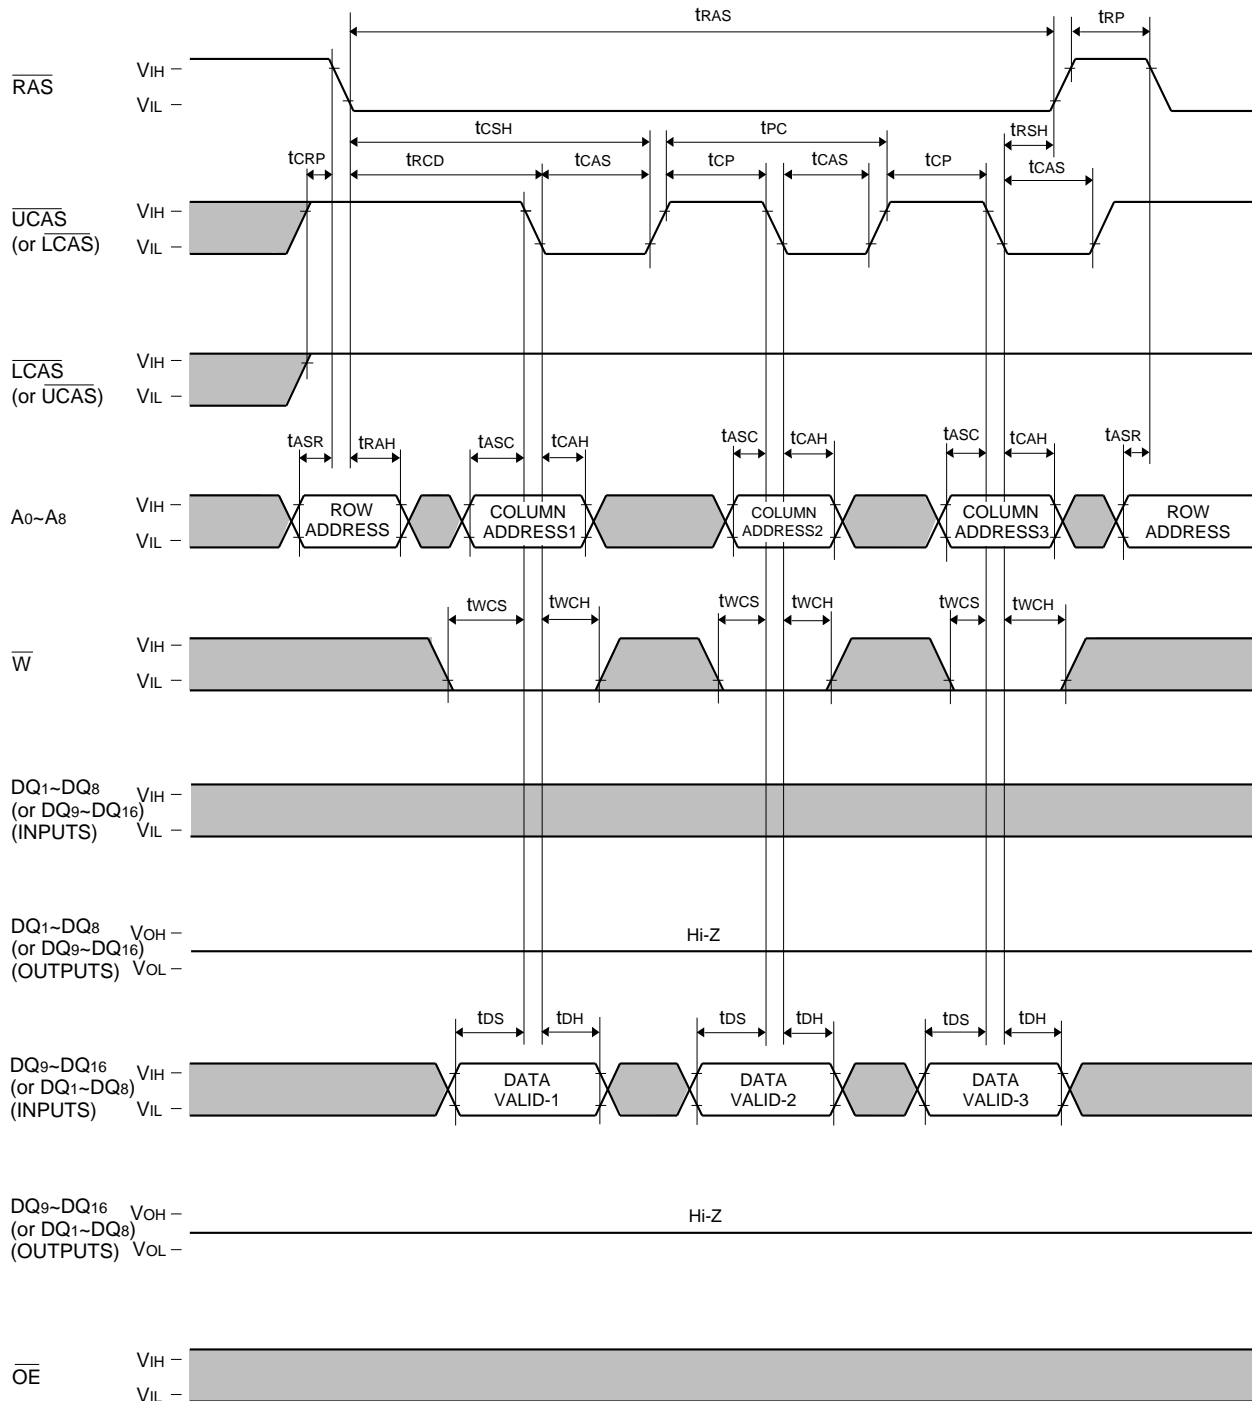 tRAS
tRP
RAS
VIH
VIL
tCSH
tPC
tRSH
tCRP
tRCD
tCAS
tCP
tCAS
tCP
tCAS
UCAS
(or LCAS)
VIH
VIL
LCAS
(or UCAS)
VIH
VIL
tASR
tRAH
tASC
tCAH
tASC
tCAH
tASC
tCAH
tASR
A0~A8
VIH
VIL
ROW
ADDRESS
COLUMN
ADDRESS1
COLUMN
ADDRESS2
COLUMN
ADDRESS3
ROW
ADDRESS
tWCS
tWCH
tWCS
tWCH
tWCS
tWCH
W
VIH
VIL
DQ1~DQ8
(or DQ9~DQ16)
(INPUTS)
VIH
VIL
DQ1~DQ8
(or DQ9~DQ16)
(OUTPUTS)
VOH
VOL
Hi-Z
tDS
tDH
tDS
tDH
tDS
tDH
DQ9~DQ16
(or DQ1~DQ8)
(INPUTS)
VIH
VIL
DATA
VALID-1
DATA
VALID-2
DATA
VALID-3
DQ9~DQ16
(or DQ1~DQ8)
(OUTPUTS)
VOH
VOL
Hi-Z
OE
VIH
VIL